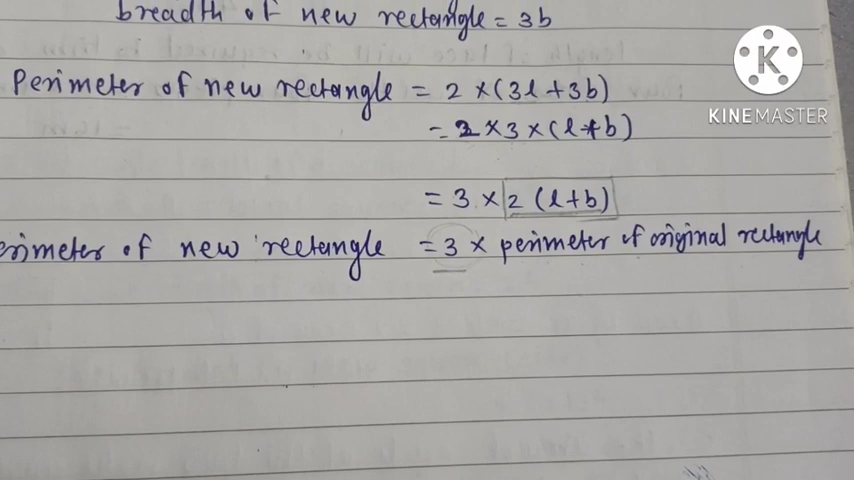 breadth of new rectangle = 3b
Perimeter of new rectangle = 2 × (3l + 3b)
= 2 × 3 × (l + b)
= 3 × 2 (l + b)
erimeter of new rectangle = 3 × perimeter of original rectangle
KINEMASTER